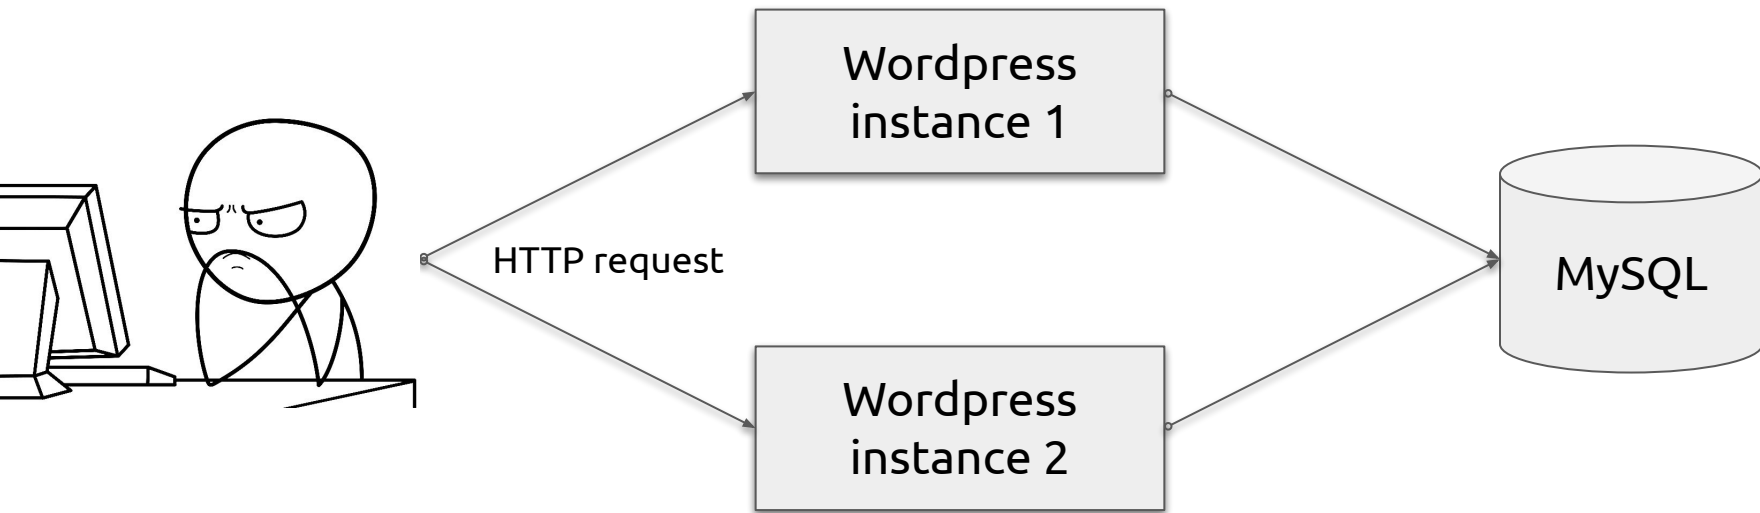 Wordpress
instance 1
HTTP request
MySQL
Wordpress
instance 2